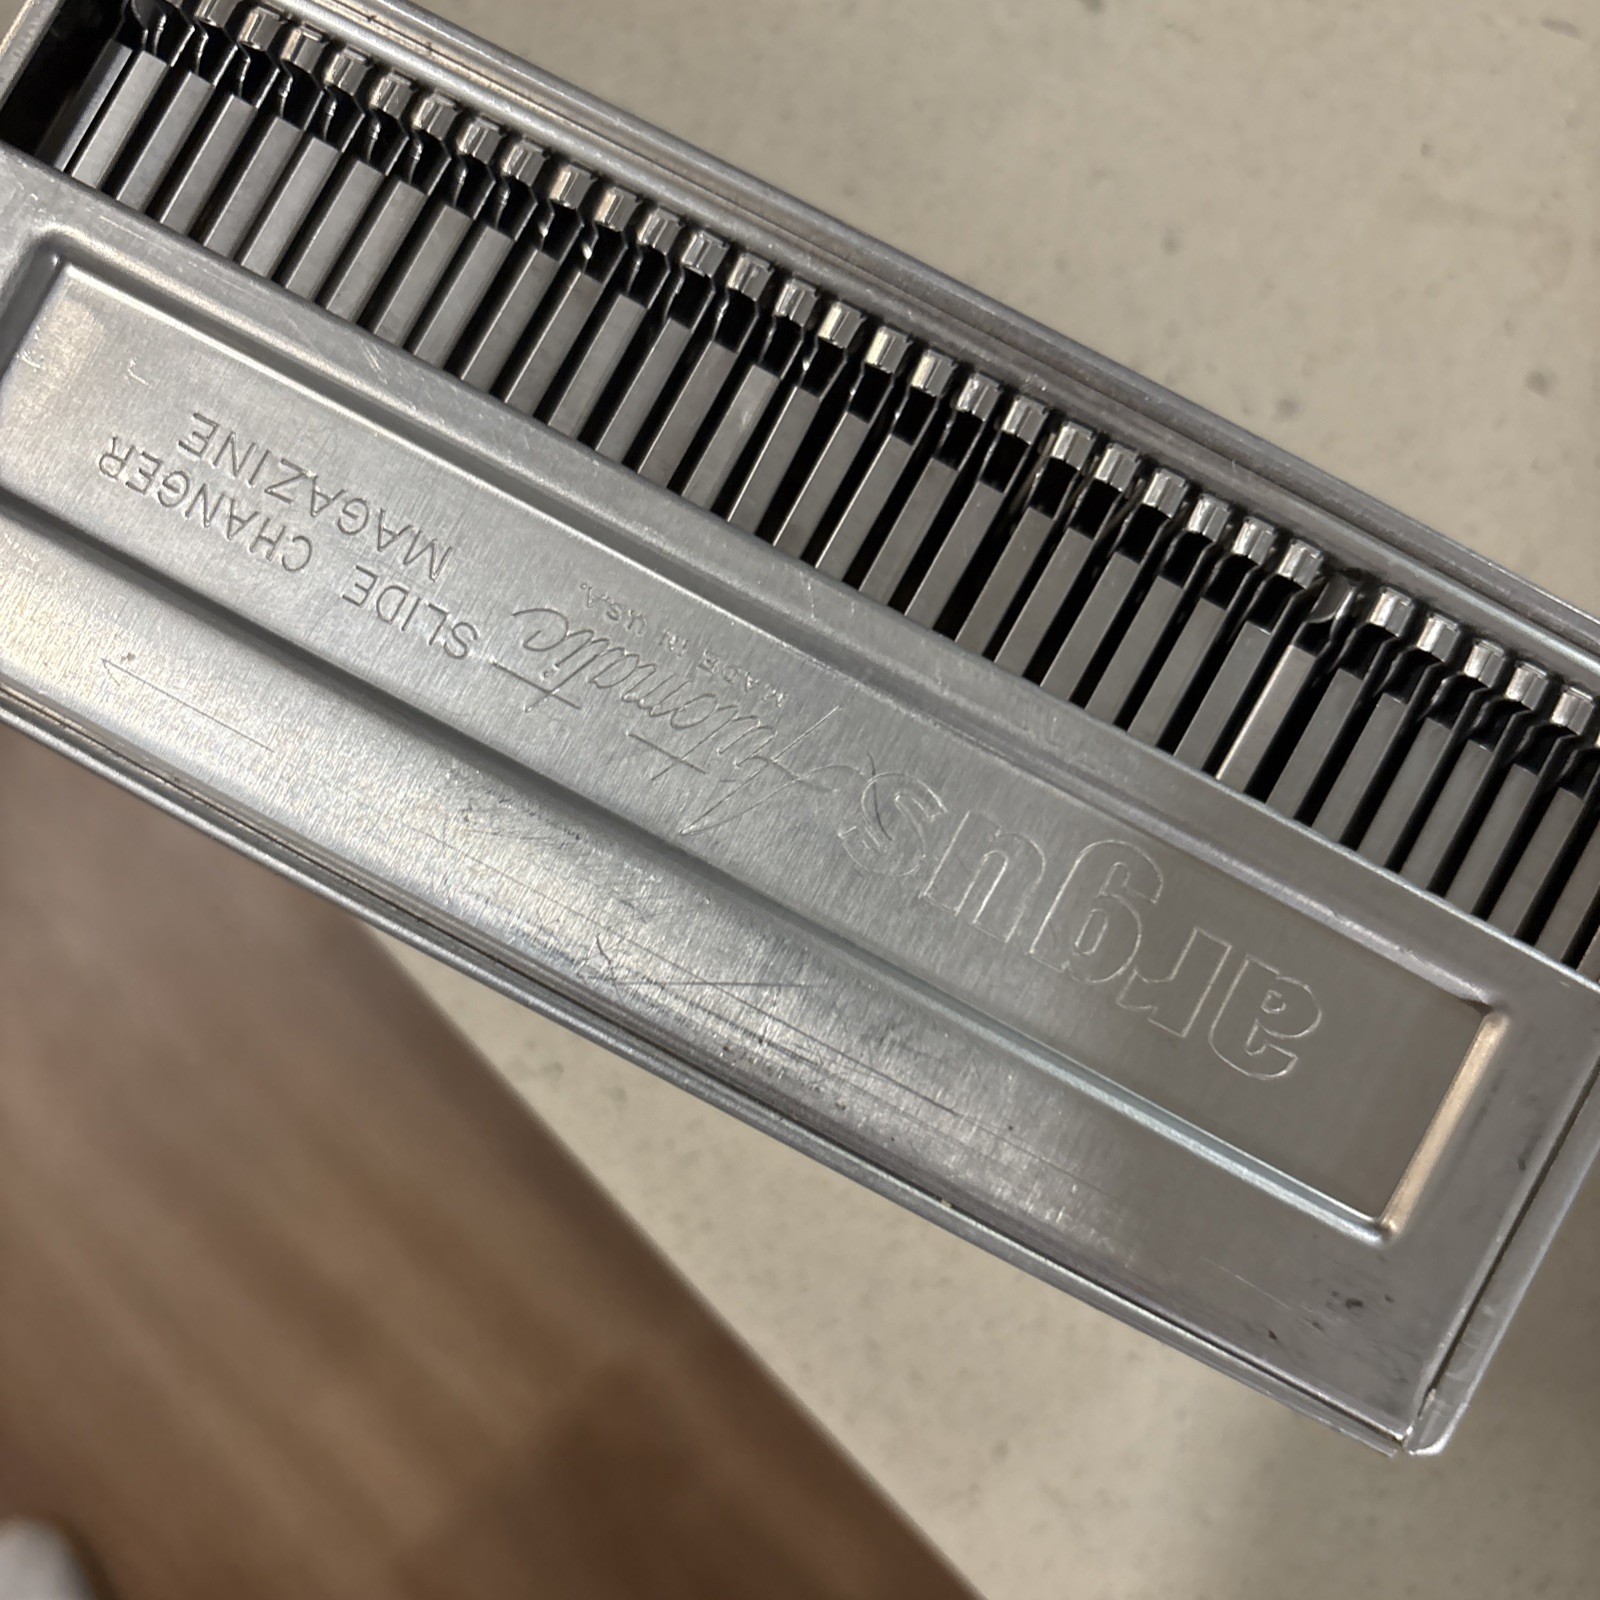 argus Automatic SLIDE CHANGER
MAGAZINE
MADE IN U.S.A.